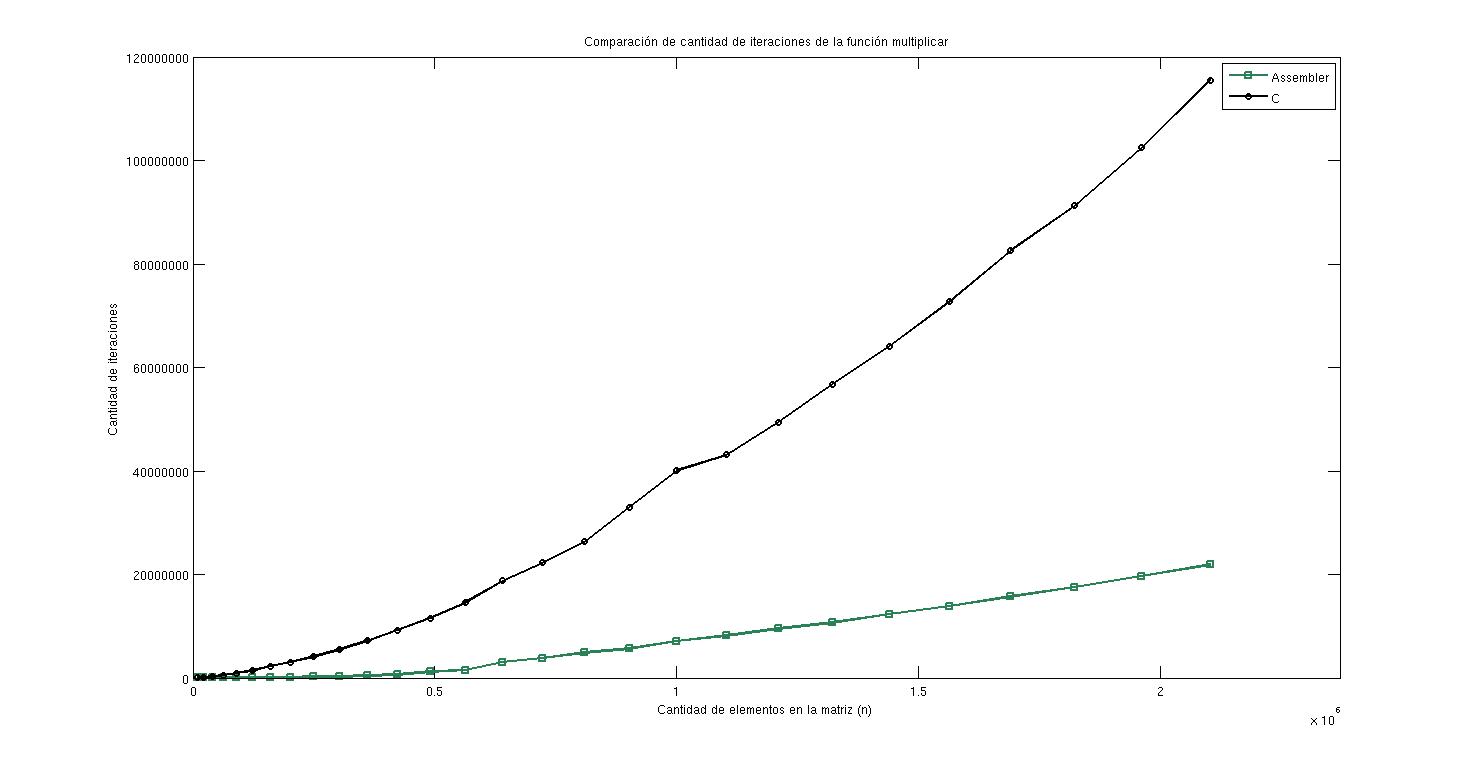 Comparación de cantidad de iteraciones de la función multiplicar
120000000
100000000
80000000
60000000
40000000
20000000
0
Cantidad de iteraciones
Assembler
C
0
0.5
1
1.5
2
Cantidad de elementos en la matriz (n)
x 10^6